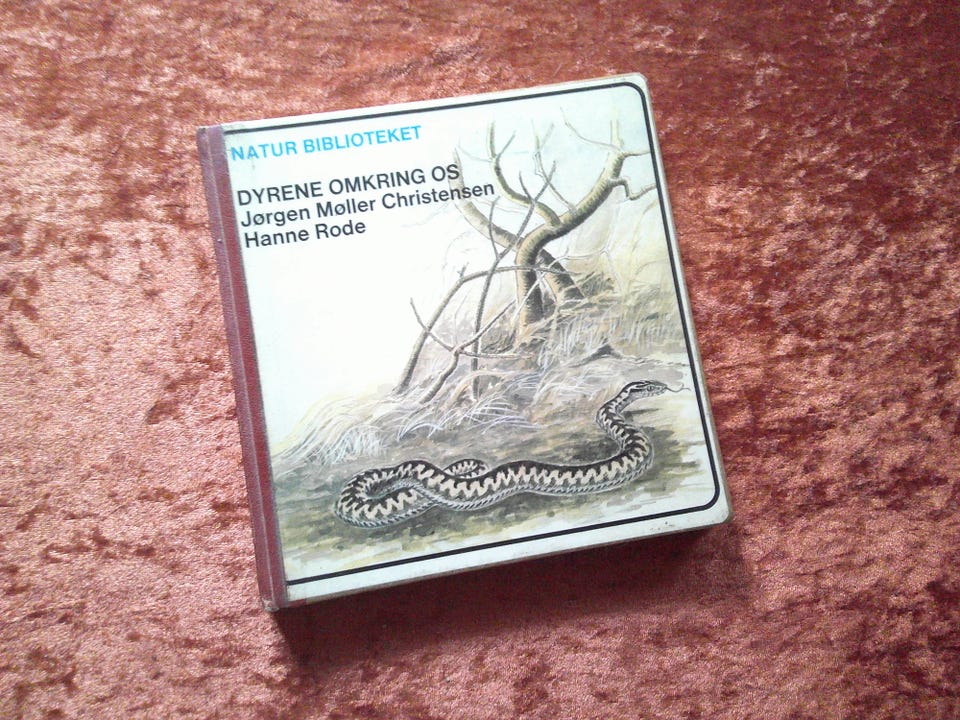 NATUR BIBLIOTEKET
DYRENE OMKRING OS
Jørgen Møller Christensen
Hanne Rode